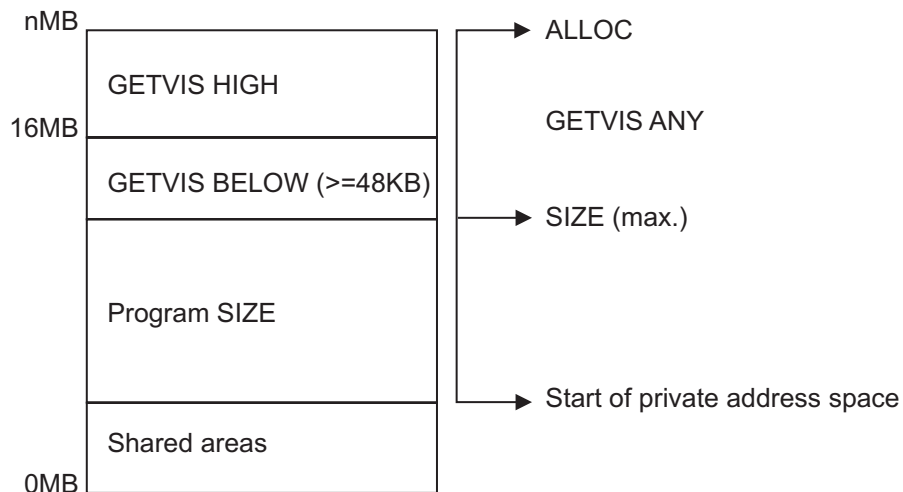 nMB
ALLOC
GETVIS HIGH
GETVIS ANY
16MB
GETVIS BELOW (>=48KB)
SIZE (max.)
Program SIZE
Start of private address space
Shared areas
0MB